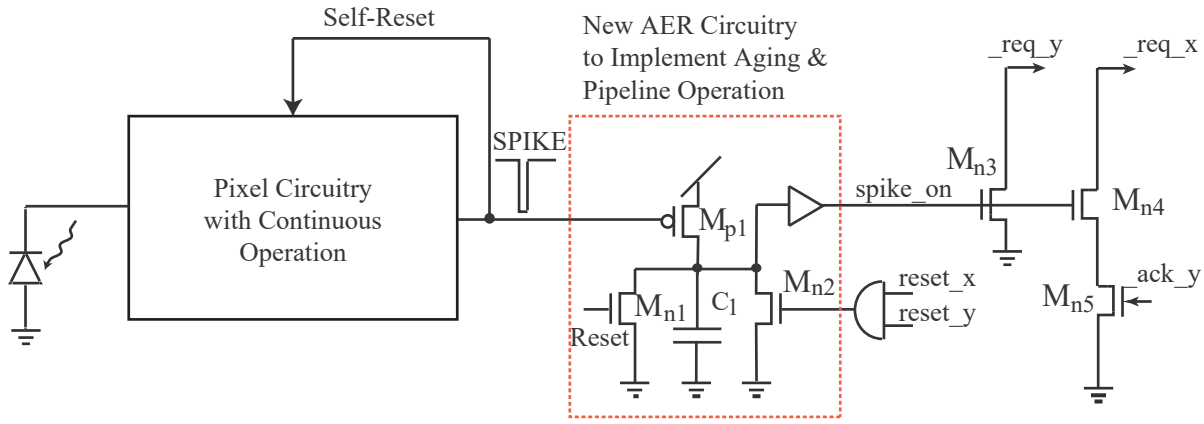 Self-Reset
New AER Circuitry
to Implement Aging &
Pipeline Operation
_req_y
_req_x
SPIKE
Pixel Circuitry
with Continuous
Operation
Mp1
spike_on
Mn3
Mn4
Mn1
C1
Mn2
reset_x
reset_y
Reset
Mn5
_ack_y